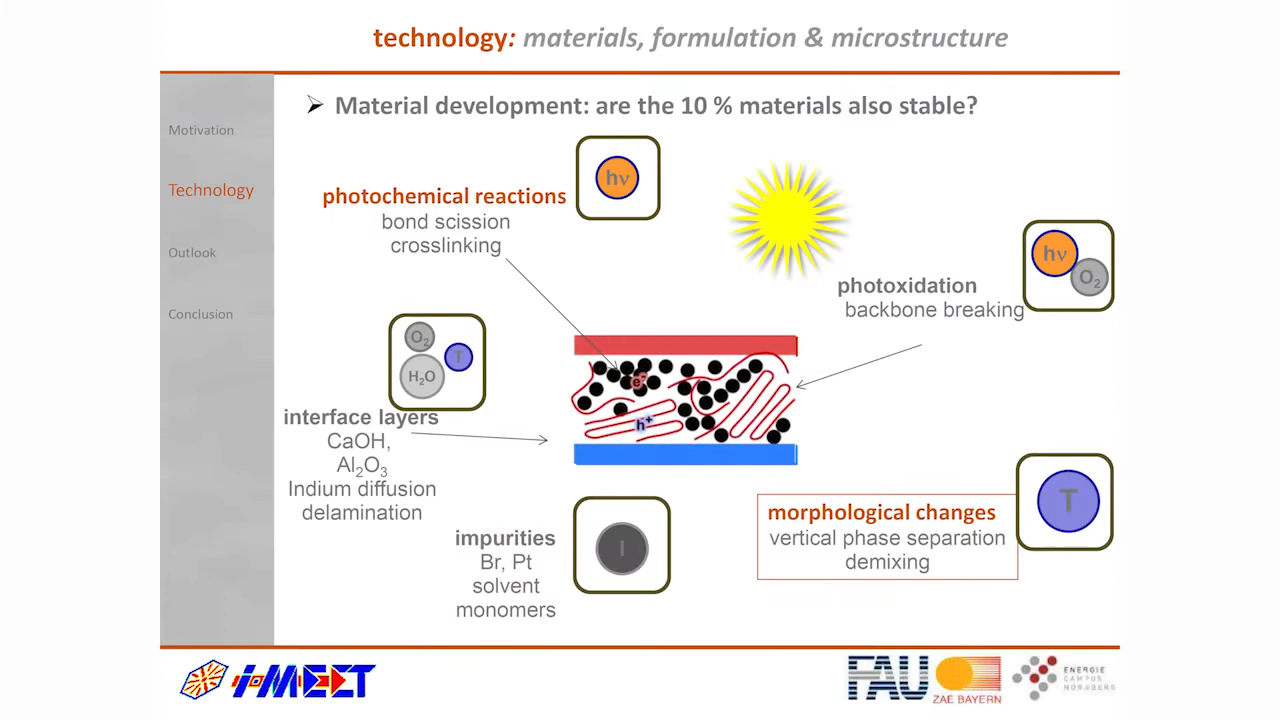 technology: materials, formulation & microstructure
Motivation
Technology
Outlook
Conclusion
➢ Material development: are the 10 % materials also stable?
hν
photochemical reactions
bond scission
crosslinking
hν
O₂
photoxidation
backbone breaking
O₂
T
H₂O
interface layers
CaOH,
Al₂O₃
Indium diffusion
delamination
e⁻
h⁺
impurities
Br, Pt
solvent
monomers
I
morphological changes
vertical phase separation
demixing
T
i-MEET
FAU
ZAE BAYERN
ENERGIE
CAMPUS
NÜRNBERG